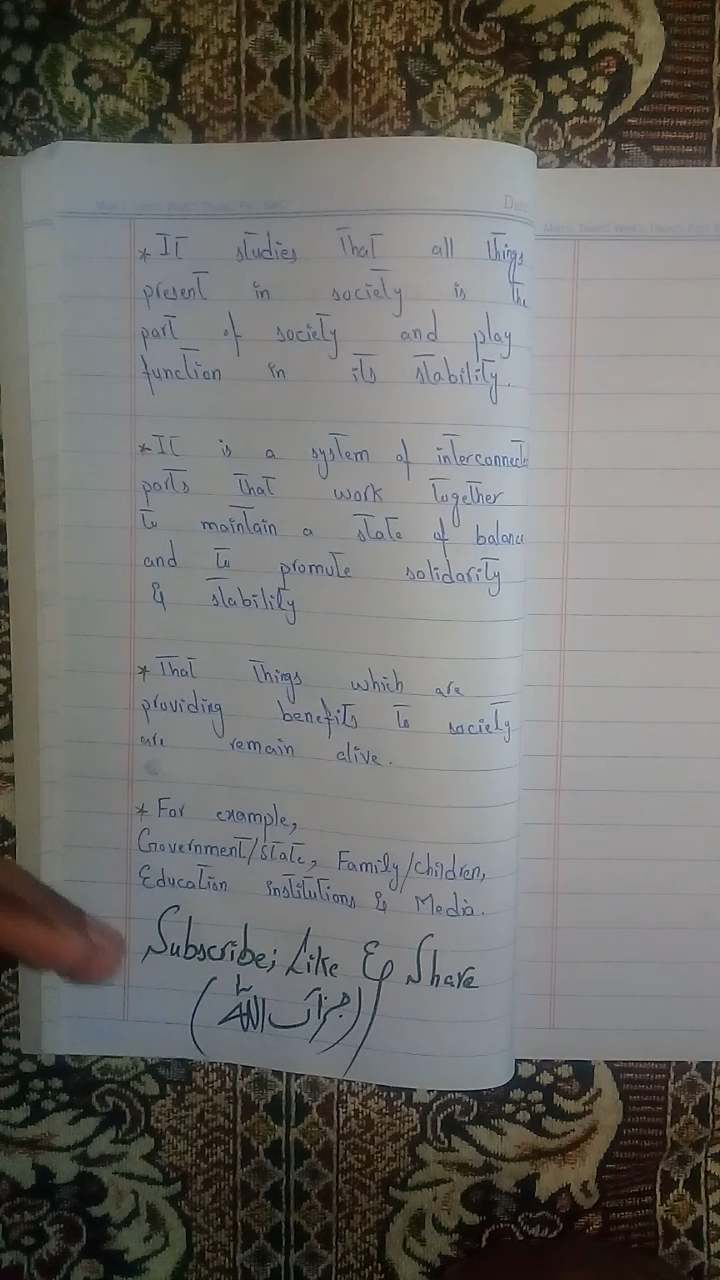 Date
* It studies that all things
present in society is the
part of society and play
function in its stability.
* It is a system of interconnecte
parts that work together
to maintain a state of balance
and to promote solidarity
& stability
* That things which are
providing benefits to society
are remain alive.
* For example,
Government/state, Family/children,
Education institutions & Media.
Subscribe; Like & Share
(جزاک اللّٰہ)